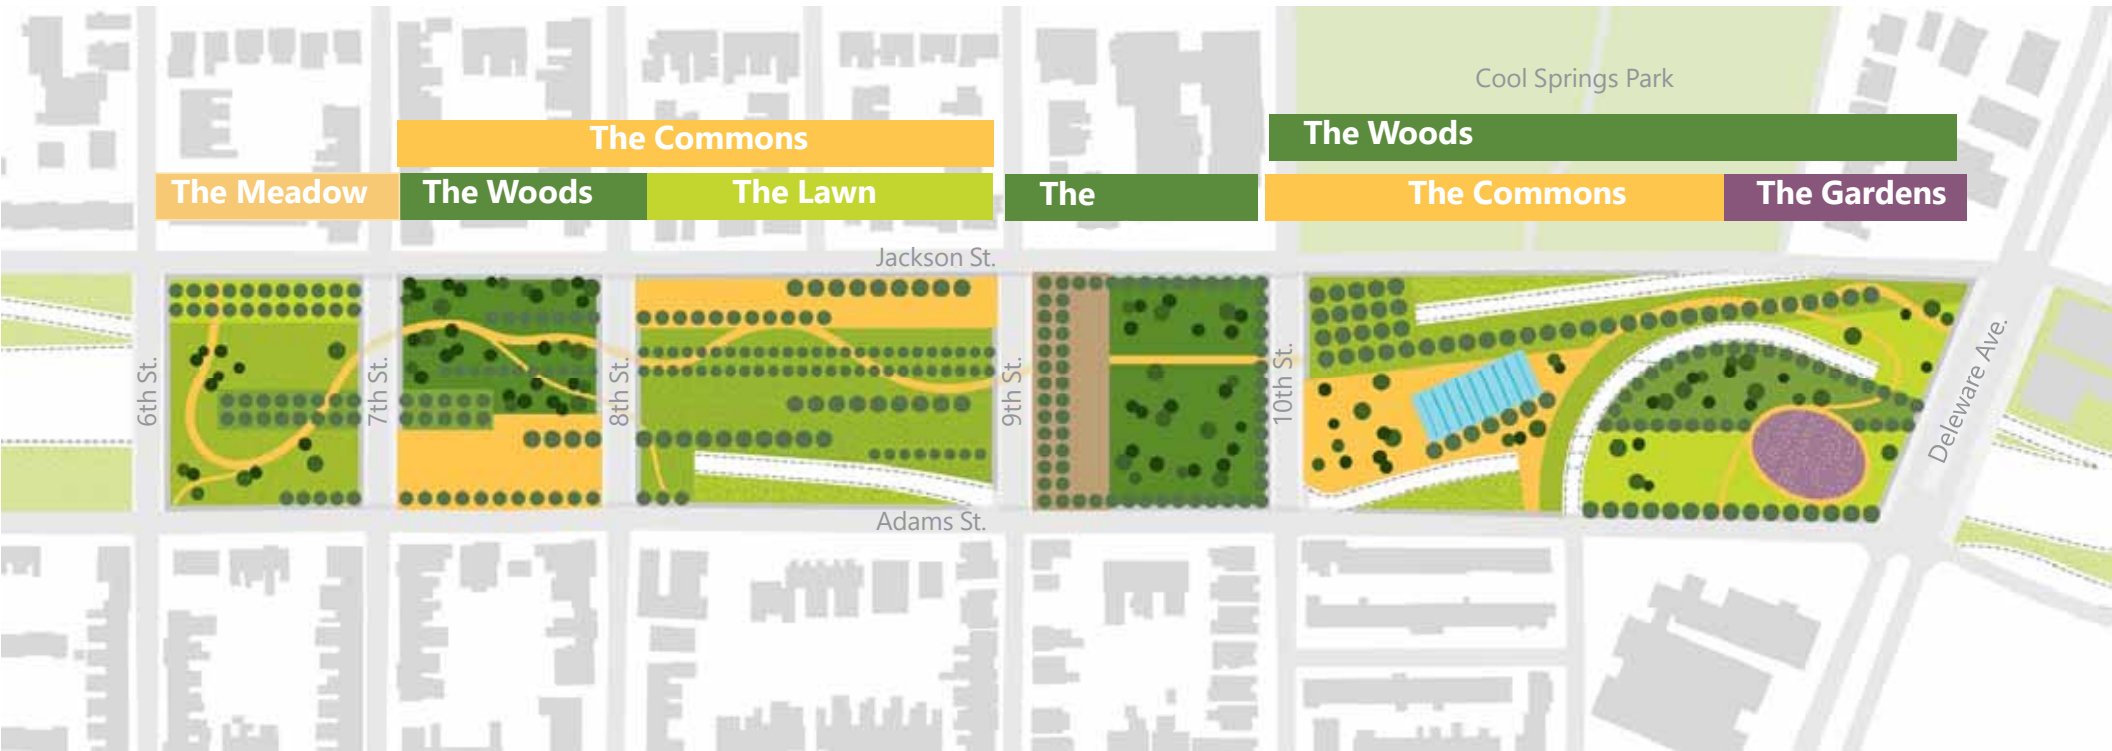 Cool Springs Park
The Commons
The Woods
The Meadow
The Woods
The Lawn
The
The Commons
The Gardens
Jackson St.
6th St.
7th St.
8th St.
9th St.
10th St.
Deleware Ave.
Adams St.